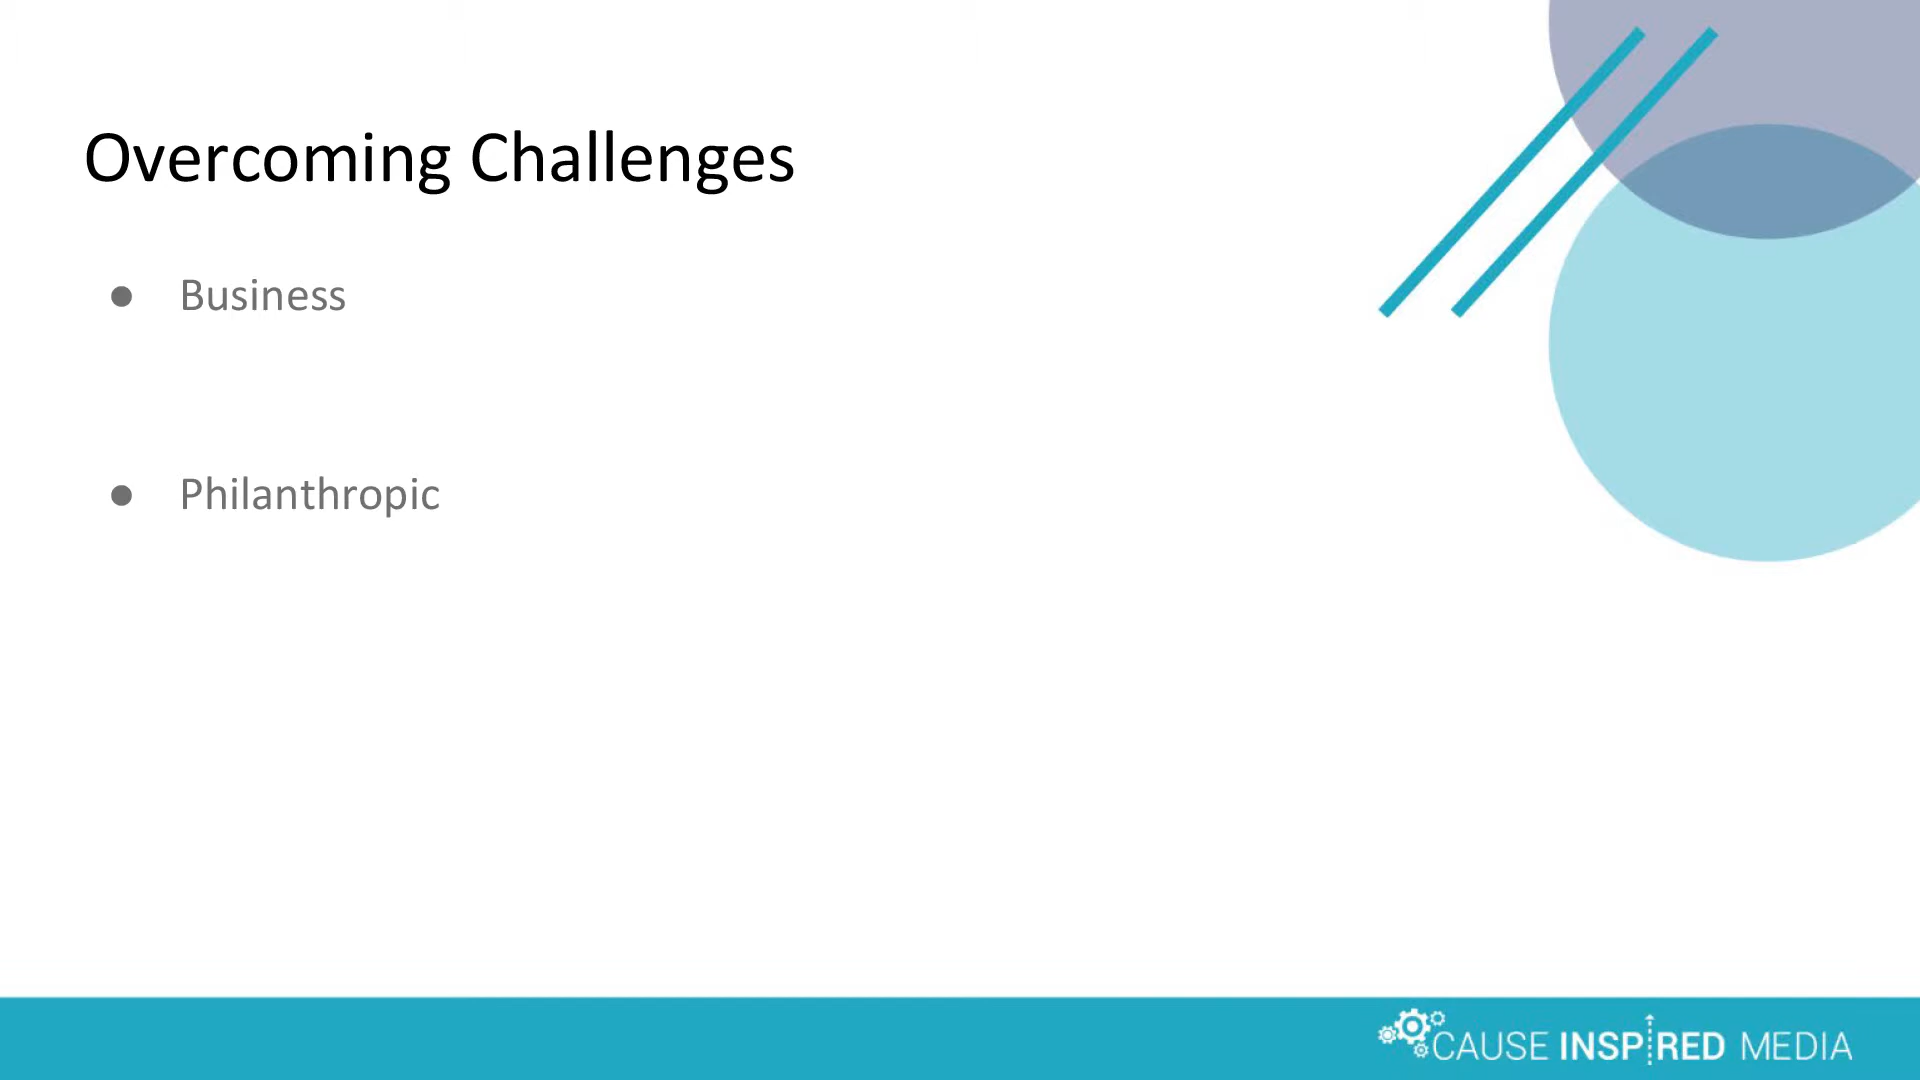 Overcoming Challenges
● Business
● Philanthropic
CAUSE INSPIRED MEDIA